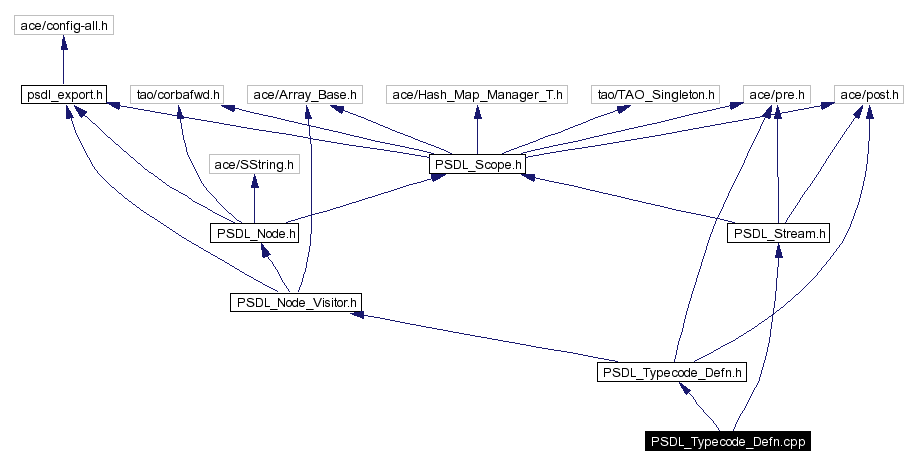 ace/config-all.h
psdl_export.h
tao/corbafwd.h
ace/Array_Base.h
ace/Hash_Map_Manager_T.h
tao/TAO_Singleton.h
ace/pre.h
ace/post.h
ace/SString.h
PSDL_Scope.h
PSDL_Node.h
PSDL_Stream.h
PSDL_Node_Visitor.h
PSDL_Typecode_Defn.h
PSDL_Typecode_Defn.cpp